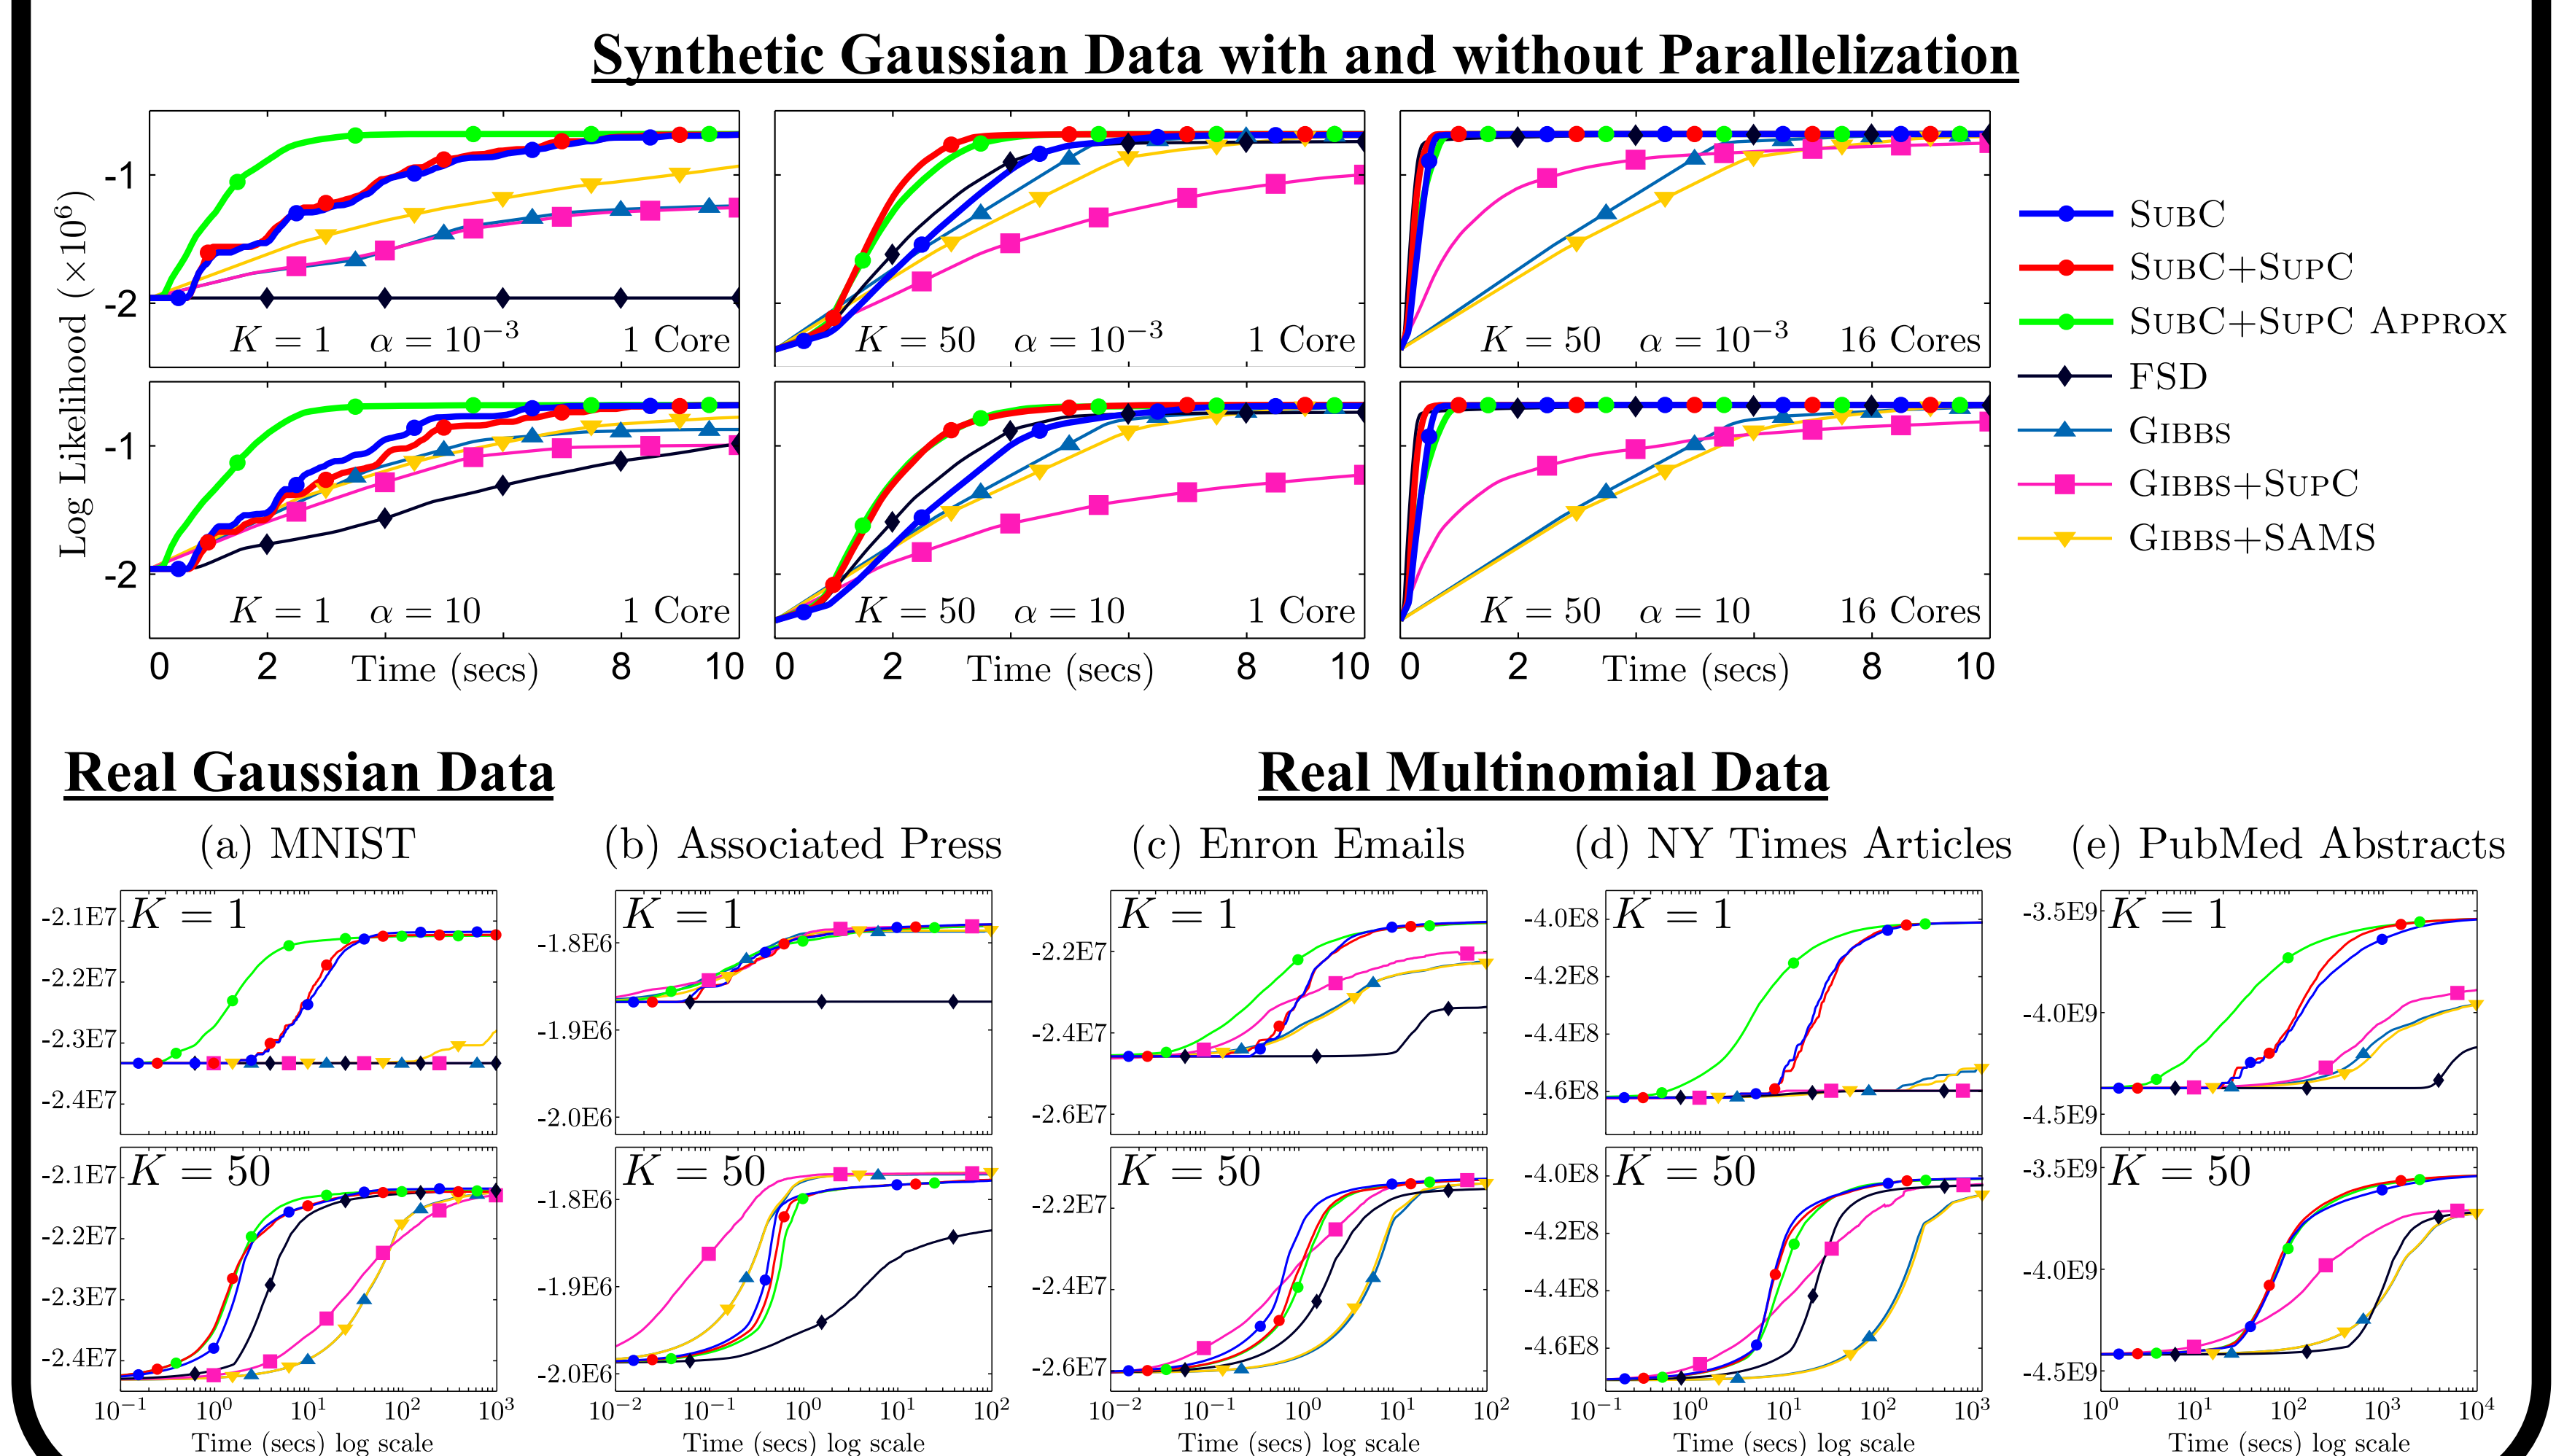 Synthetic Gaussian Data with and without Parallelization
Log Likelihood (×10⁶)
-1
-2
K = 1 α = 10⁻³ 1 Core
K = 50 α = 10⁻³ 1 Core
K = 50 α = 10⁻³ 16 Cores
-1
-2
K = 1 α = 10 1 Core
K = 50 α = 10 1 Core
K = 50 α = 10 16 Cores
0 2 Time (secs) 8 10
0 2 Time (secs) 8 10
0 2 Time (secs) 8 10
SUBC
SUBC+SUPC
SUBC+SUPC APPROX
FSD
GIBBS
GIBBS+SUPC
GIBBS+SAMS
Real Gaussian Data
Real Multinomial Data
(a) MNIST
K = 1
-2.1E7
-2.2E7
-2.3E7
-2.4E7
K = 50
-2.1E7
-2.2E7
-2.3E7
-2.4E7
10⁻¹ 10⁰ 10¹ 10² 10³
Time (secs) log scale
(b) Associated Press
K = 1
-1.8E6
-1.9E6
-2.0E6
K = 50
-1.8E6
-1.9E6
-2.0E6
10⁻² 10⁻¹ 10⁰ 10¹ 10²
Time (secs) log scale
(c) Enron Emails
K = 1
-2.2E7
-2.4E7
-2.6E7
K = 50
-2.2E7
-2.4E7
-2.6E7
10⁻² 10⁻¹ 10⁰ 10¹ 10²
Time (secs) log scale
(d) NY Times Articles
K = 1
-4.0E8
-4.2E8
-4.4E8
-4.6E8
K = 50
-4.0E8
-4.2E8
-4.4E8
-4.6E8
10⁻¹ 10⁰ 10¹ 10² 10³
Time (secs) log scale
(e) PubMed Abstracts
K = 1
-3.5E9
-4.0E9
-4.5E9
K = 50
-3.5E9
-4.0E9
-4.5E9
10⁰ 10¹ 10² 10³ 10⁴
Time (secs) log scale